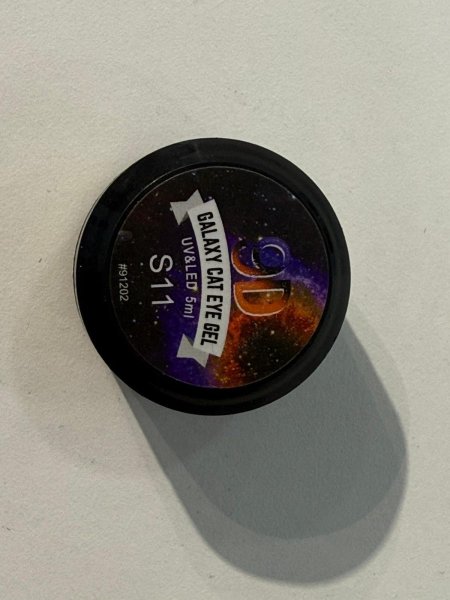 9D
GALAXY CAT EYE GEL
UV&LED 5ml
S11
#91202